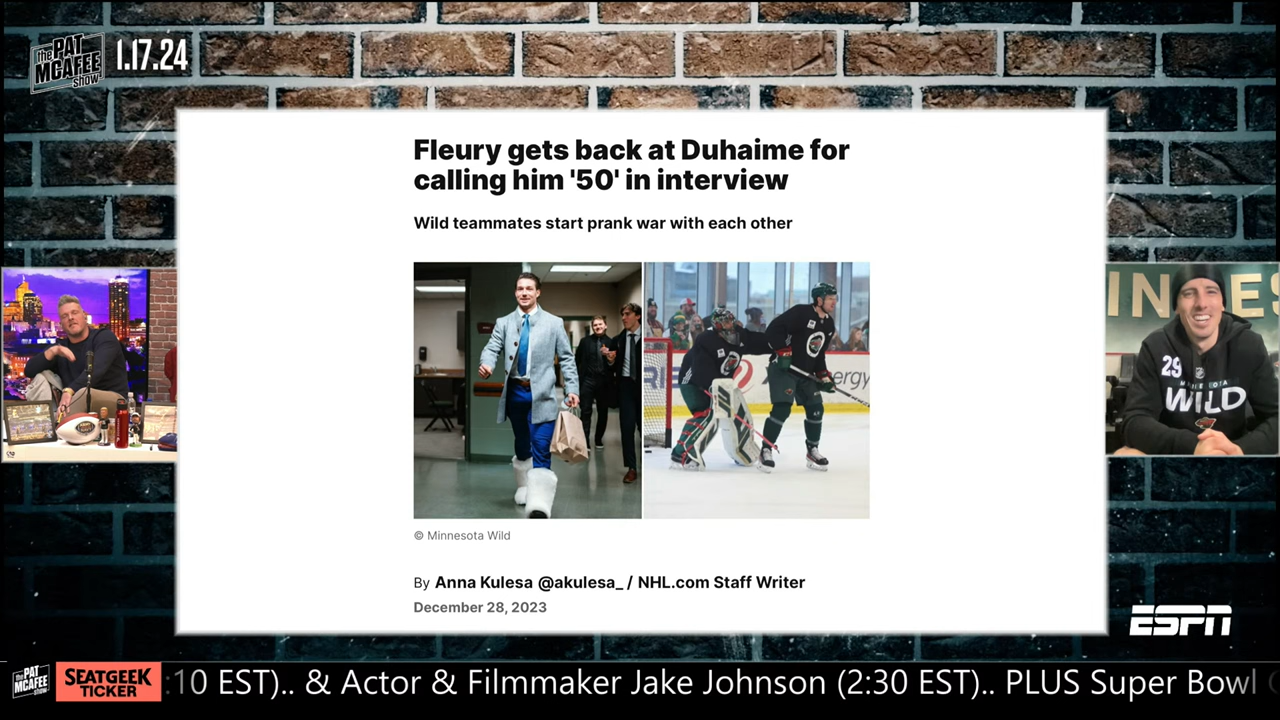 the PAT MCAFEE show
1.17.24
Fleury gets back at Duhaime for
calling him '50' in interview
Wild teammates start prank war with each other
© Minnesota Wild
By Anna Kulesa @akulesa_ / NHL.com Staff Writer
December 28, 2023
29
MINNESOTA
WILD
ESPN
the PAT MCAFEE show
SEATGEEK
TICKER
:10 EST).. & Actor & Filmmaker Jake Johnson (2:30 EST).. PLUS Super Bowl